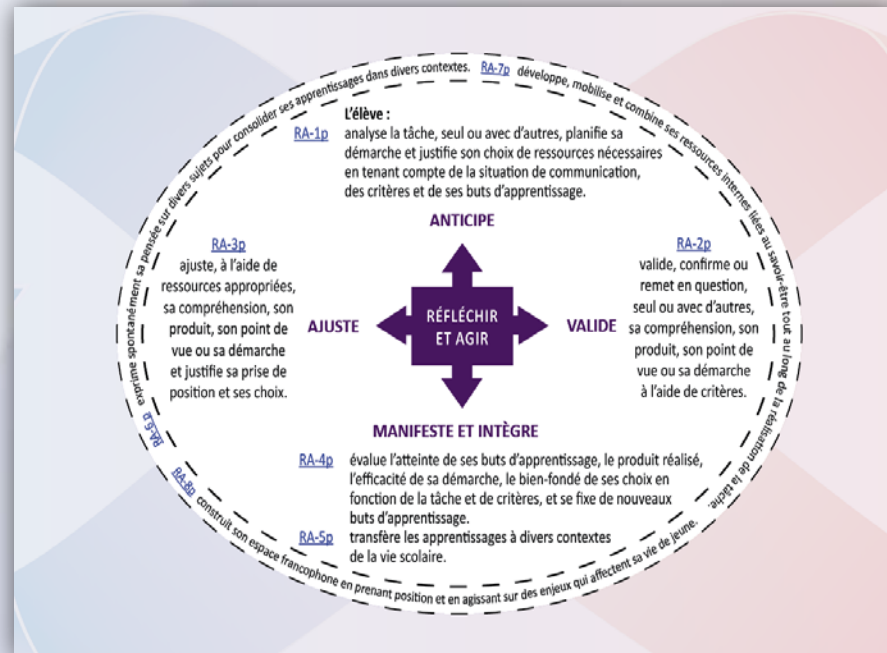 RA-6.p exprime spontanément sa pensée sur divers sujets pour consolider ses apprentissages dans divers contextes.
RA-7p développe, mobilise et combine ses ressources internes liées au savoir-être tout au long de la réalisation de la tâche.
L'élève :
RA-1p analyse la tâche, seul ou avec d'autres, planifie sa
démarche et justifie son choix de ressources nécessaires
en tenant compte de la situation de communication,
des critères et de ses buts d'apprentissage.
ANTICIPE
RA-3p
ajuste, à l'aide de
ressources appropriées,
sa compréhension, son
produit, son point de
vue ou sa démarche
et justifie sa prise de
position et ses choix.
AJUSTE
RÉFLÉCHIR
ET AGIR
VALIDE
RA-2p
valide, confirme ou
remet en question,
seul ou avec d'autres,
sa compréhension, son
produit, son point de
vue ou sa démarche
à l'aide de critères.
MANIFESTE ET INTÈGRE
RA-4p évalue l'atteinte de ses buts d'apprentissage, le produit réalisé,
l'efficacité de sa démarche, le bien-fondé de ses choix en
fonction de la tâche et de critères, et se fixe de nouveaux
buts d'apprentissage.
RA-5p transfère les apprentissages à divers contextes
de la vie scolaire.
RA-8p construit son espace francophone en prenant position et en agissant sur des enjeux qui affectent sa vie de jeune.